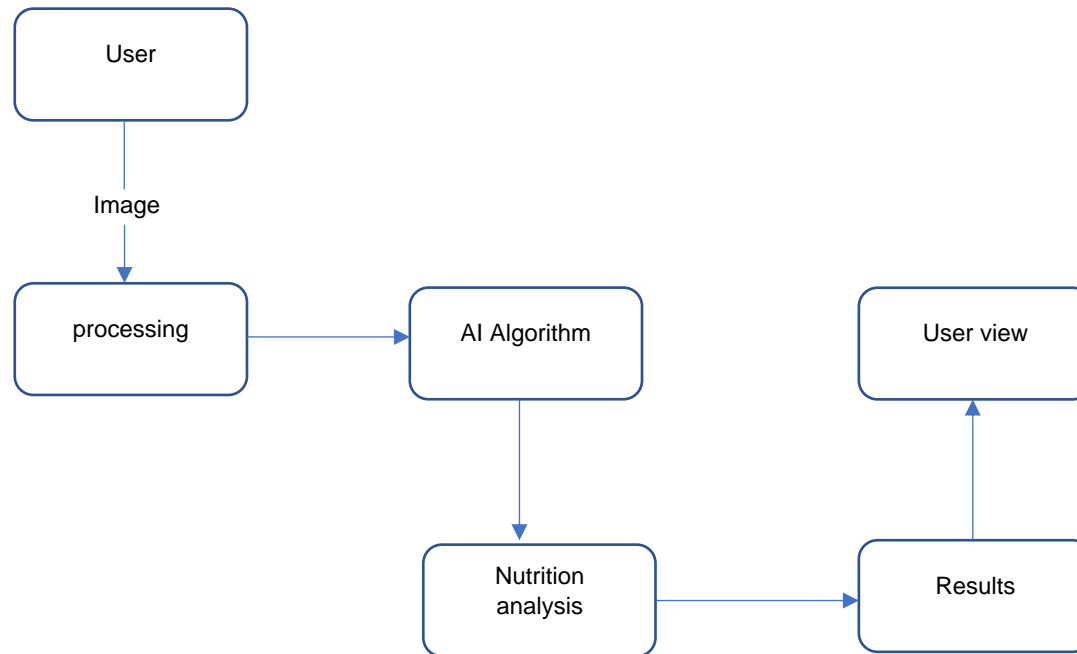 User
Image
processing
AI Algorithm
User view
Nutrition
analysis
Results